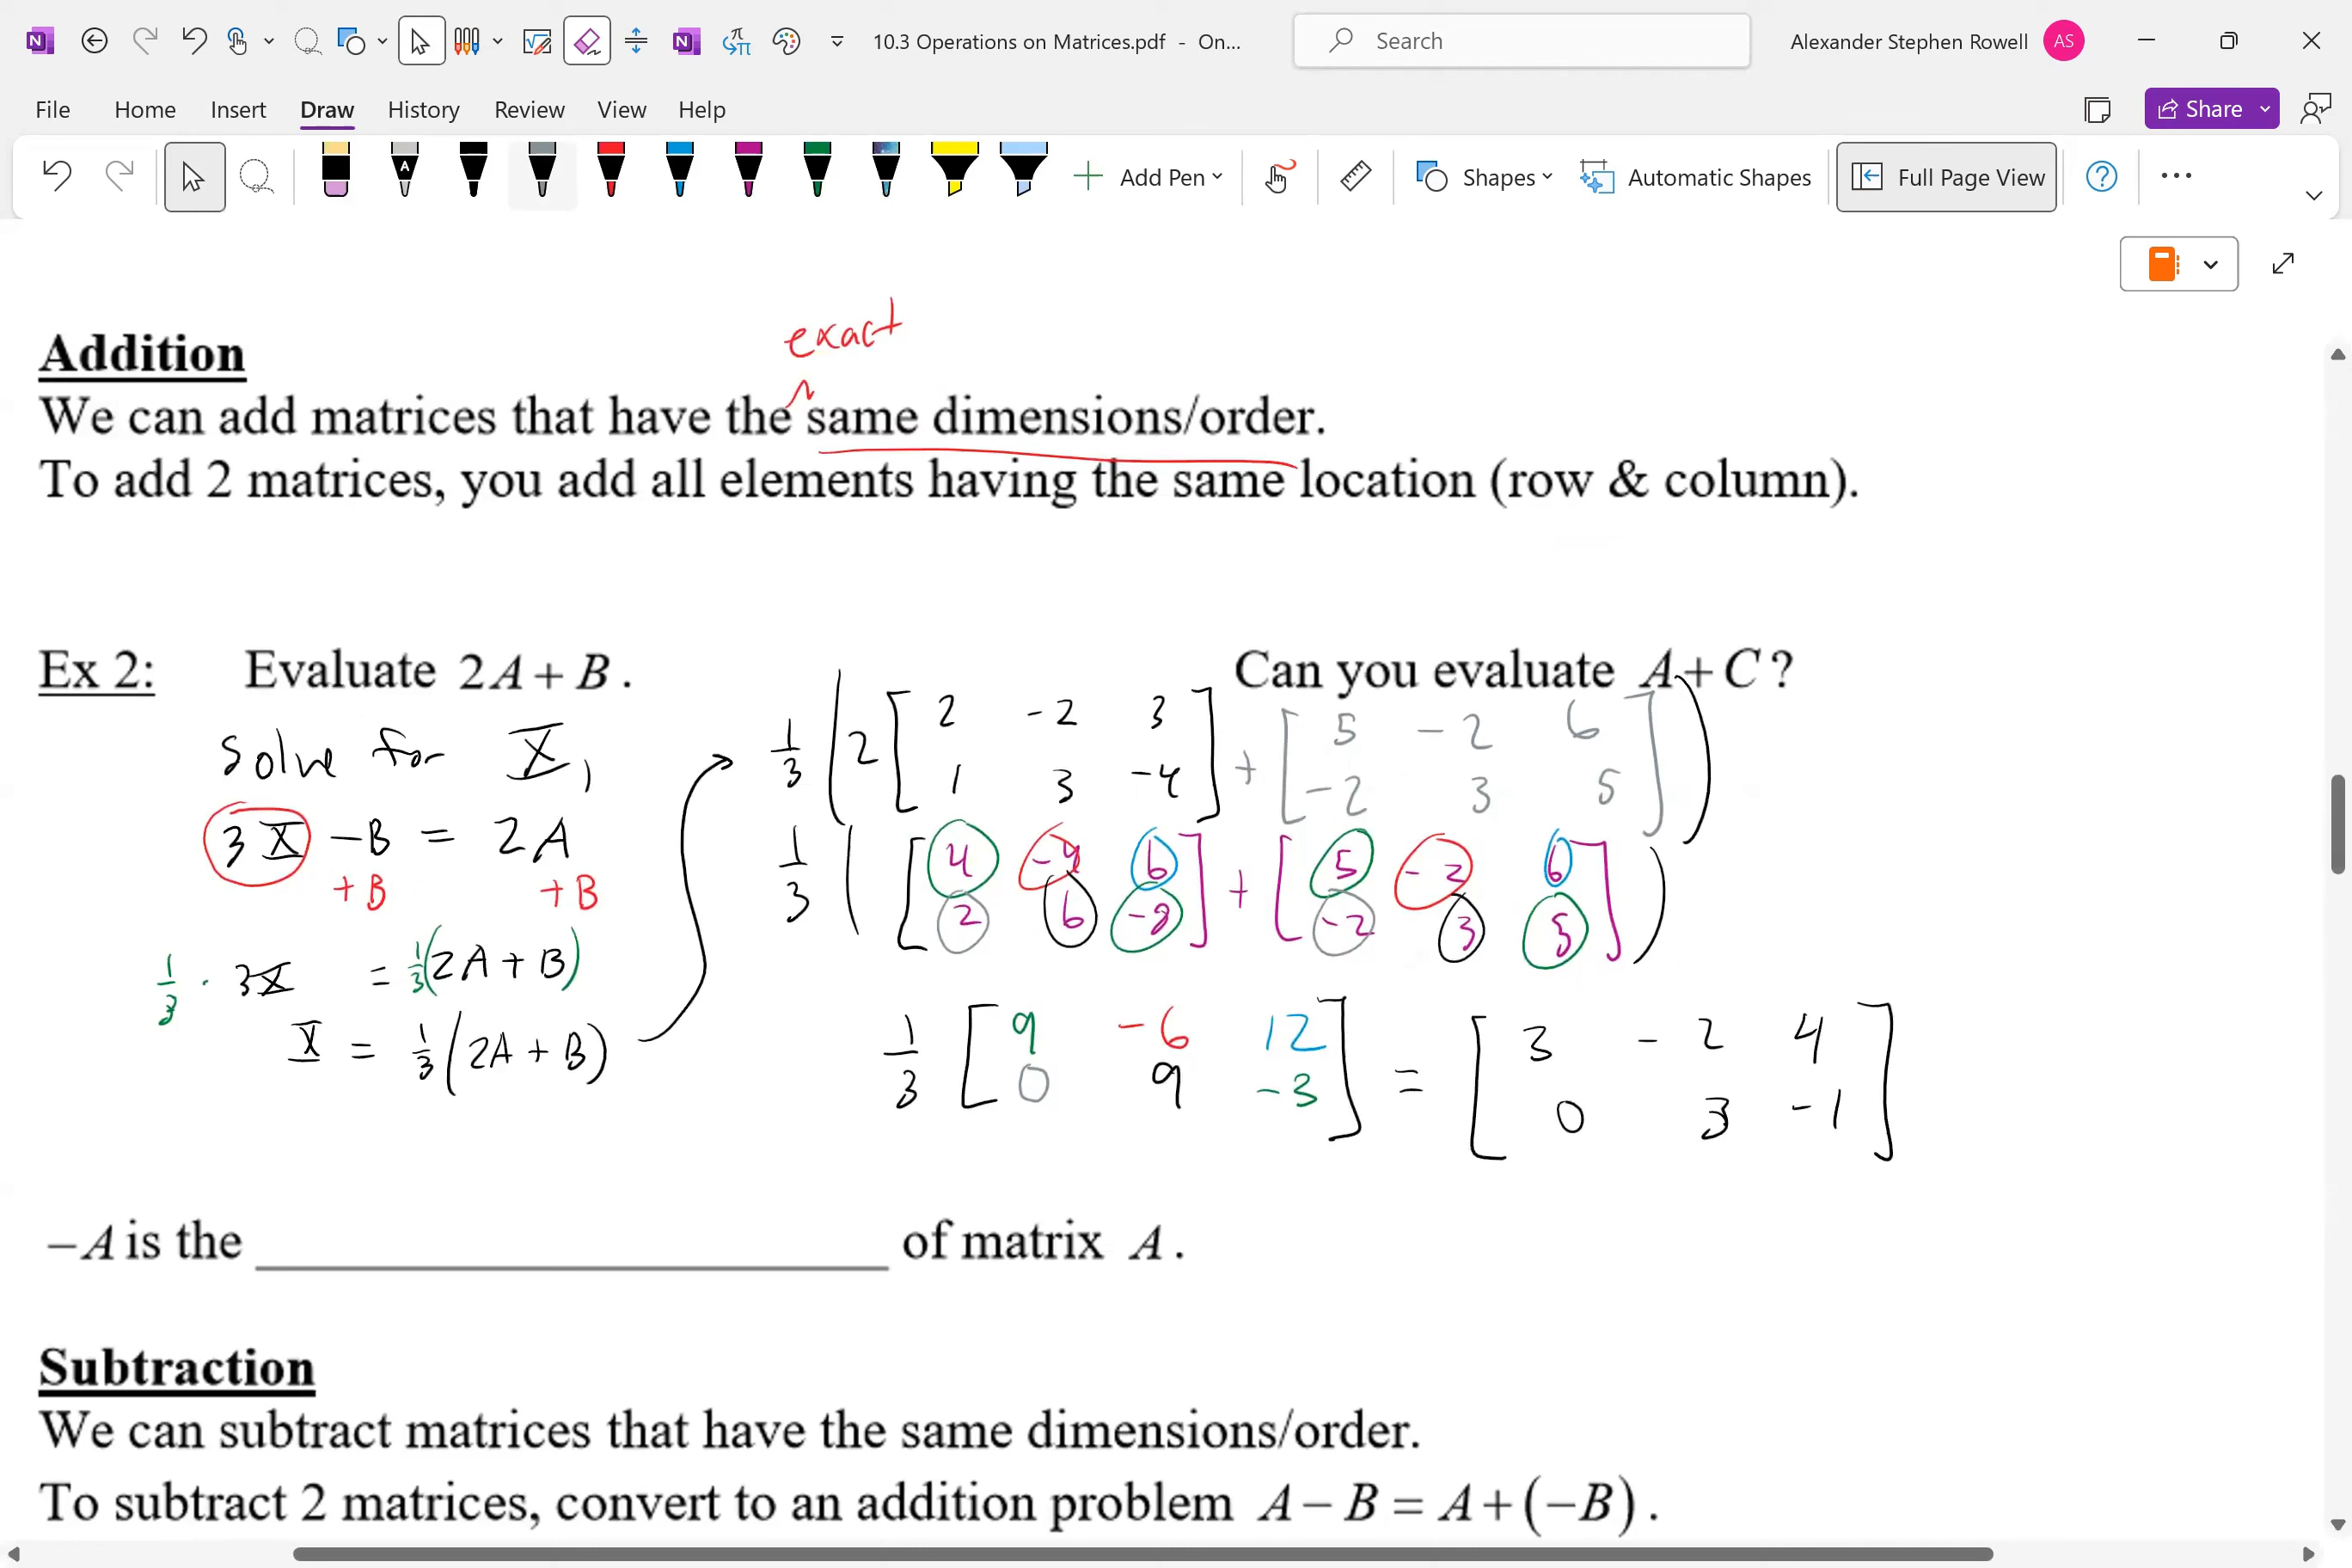 10.3 Operations on Matrices.pdf - On...
Search
Alexander Stephen Rowell
AS
File Home Insert Draw History Review View Help
Share
A
Add Pen
Shapes
Automatic Shapes
Full Page View
exact
Addition
We can add matrices that have the same dimensions/order.
To add 2 matrices, you add all elements having the same location (row & column).
Ex 2: Evaluate 2A + B. Can you evaluate A + C?
Solve for X,
3X - B = 2A
+B +B
1/3 · 3X = 1/3(2A + B)
X = 1/3(2A + B)
1/3 (2 [2 -2 3
1 3 -4] + [5 -2 6
-2 3 5])
1/3 ([4 -4 6
2 6 -8] + [5 -2 6
-2 3 5])
1/3 [9 -6 12
0 9 -3] = [3 -2 4
0 3 -1]
-A is the ____________________ of matrix A.
Subtraction
We can subtract matrices that have the same dimensions/order.
To subtract 2 matrices, convert to an addition problem A - B = A + (-B).